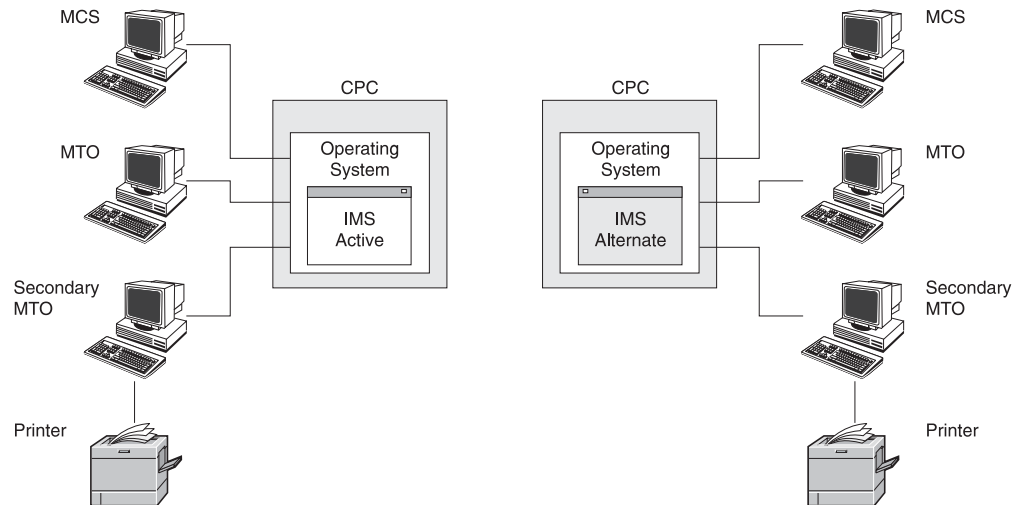 MCS
MCS
CPC
CPC
MTO
Operating
System
IMS
Active
Operating
System
IMS
Alternate
MTO
Secondary
MTO
Secondary
MTO
Printer
Printer